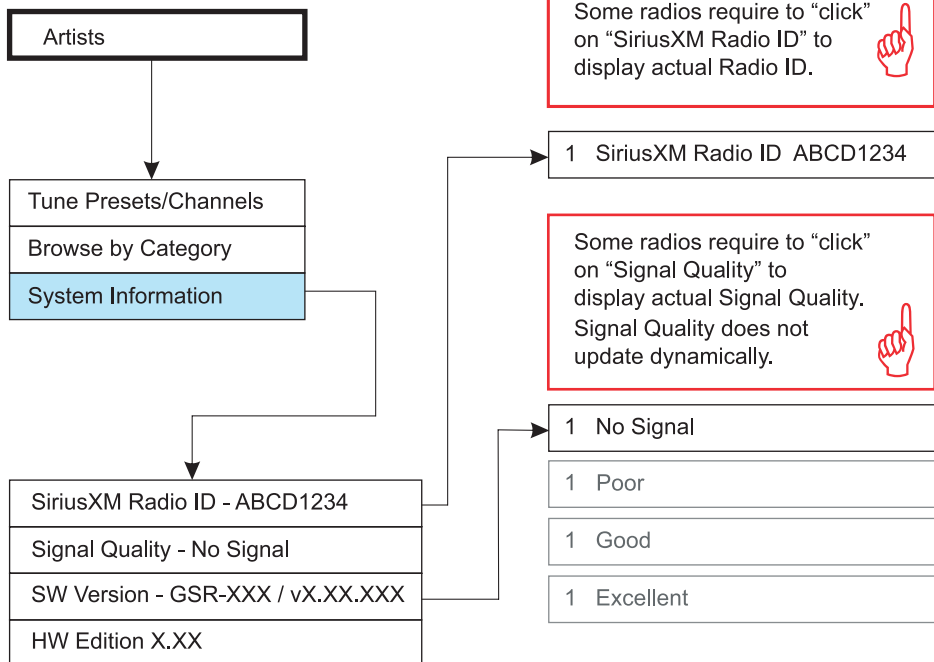 Artists
Tune Presets/Channels
Browse by Category
System Information
SiriusXM Radio ID - ABCD1234
Signal Quality - No Signal
SW Version - GSR-XXX / vX.XX.XXX
HW Edition X.XX
Some radios require to “click”
on “SiriusXM Radio ID” to
display actual Radio ID.
1 SiriusXM Radio ID ABCD1234
Some radios require to “click”
on “Signal Quality” to
display actual Signal Quality.
Signal Quality does not
update dynamically.
1 No Signal
1 Poor
1 Good
1 Excellent